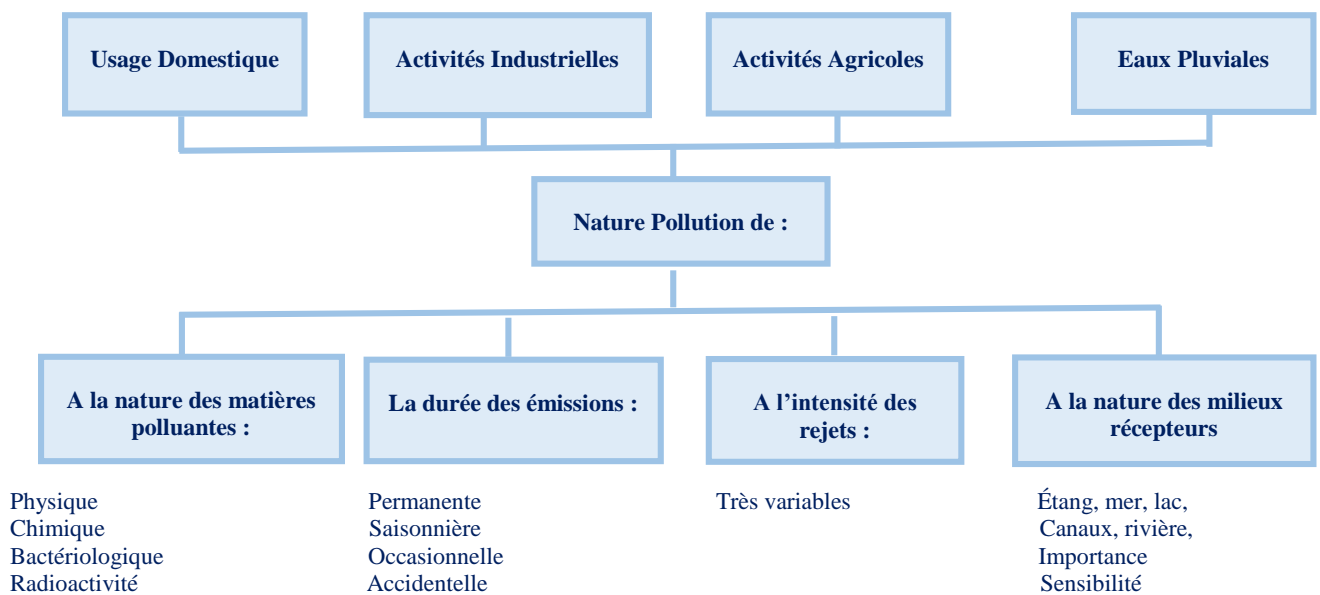 Usage Domestique
Activités Industrielles
Activités Agricoles
Eaux Pluviales
Nature Pollution de :
A la nature des matières
polluantes :
La durée des émissions :
A l'intensité des
rejets :
A la nature des milieux
récepteurs
Physique
Chimique
Bactériologique
Radioactivité
Permanente
Saisonnière
Occasionnelle
Accidentelle
Très variables
Étang, mer, lac,
Canaux, rivière,
Importance
Sensibilité